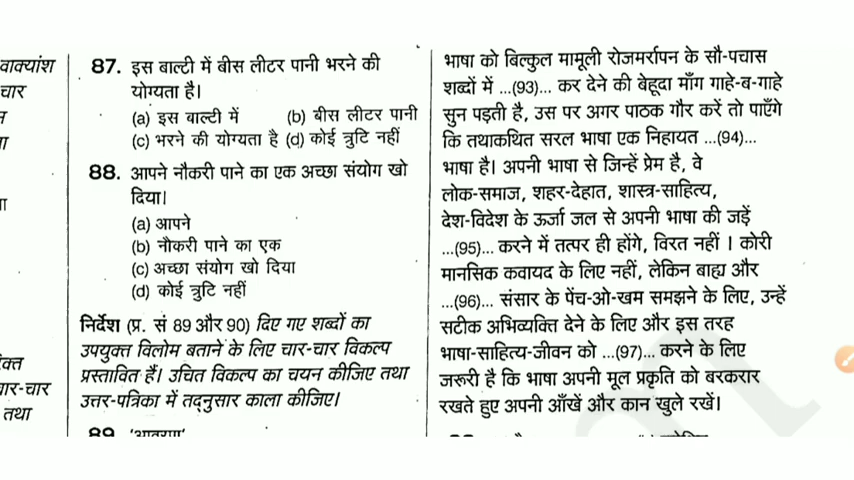 वाक्यांश
चार
87. इस बाल्टी में बीस लीटर पानी भरने की
योग्यता है।
(a) इस बाल्टी में (b) बीस लीटर पानी
(c) भरने की योग्यता है (d) कोई त्रुटि नहीं
88. आपने नौकरी पाने का एक अच्छा संयोग खो
दिया।
(a) आपने
(b) नौकरी पाने का एक
(c) अच्छा संयोग खो दिया
(d) कोई त्रुटि नहीं
निर्देश (प्र. सं 89 और 90) दिए गए शब्दों का
उपयुक्त विलोम बताने के लिए चार-चार विकल्प
प्रस्तावित हैं। उचित विकल्प का चयन कीजिए तथा
उत्तर-पत्रिका में तद्नुसार काला कीजिए।
तथा
भाषा को बिल्कुल मामूली रोजमर्रापन के सौ-पचास
शब्दों में ...(93)... कर देने की बेहूदा माँग गाहे-ब-गाहे
सुन पड़ती है, उस पर अगर पाठक गौर करें तो पाएँगे
कि तथाकथित सरल भाषा एक निहायत ...(94)...
भाषा है। अपनी भाषा से जिन्हें प्रेम है, वे
लोक-समाज, शहर-देहात, शास्त्र-साहित्य,
देश-विदेश के ऊर्जा जल से अपनी भाषा की जड़ें
...(95)... करने में तत्पर ही होंगे, विरत नहीं । कोरी
मानसिक कवायद के लिए नहीं, लेकिन बाह्य और
...(96)... संसार के पेंच-ओ-खम समझने के लिए, उन्हें
सटीक अभिव्यक्ति देने के लिए और इस तरह
भाषा-साहित्य-जीवन को ...(97)... करने के लिए
जरूरी है कि भाषा अपनी मूल प्रकृति को बरकरार
रखते हुए अपनी आँखें और कान खुले रखें।